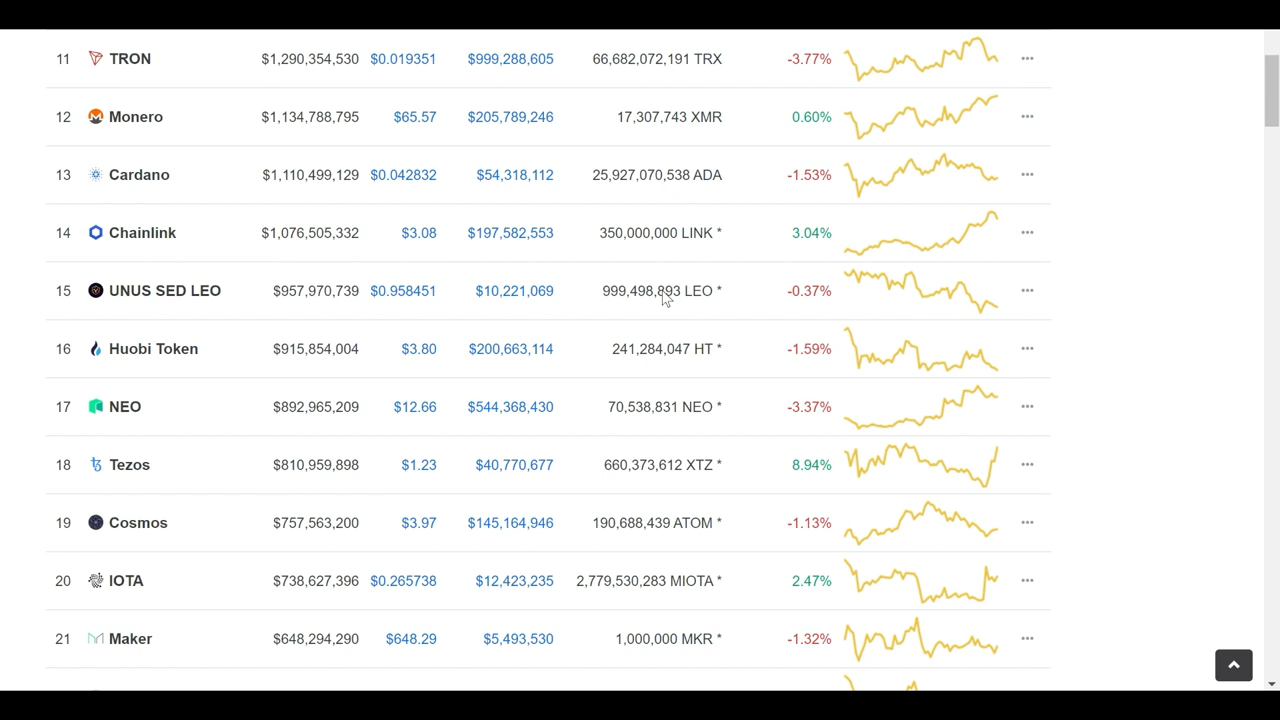 11 TRON $1,290,354,530 $0.019351 $999,288,605 66,682,072,191 TRX -3.77%
12 Monero $1,134,788,795 $65.57 $205,789,246 17,307,743 XMR 0.60%
13 Cardano $1,110,499,129 $0.042832 $54,318,112 25,927,070,538 ADA -1.53%
14 Chainlink $1,076,505,332 $3.08 $197,582,553 350,000,000 LINK * 3.04%
15 UNUS SED LEO $957,970,739 $0.958451 $10,221,069 999,498,893 LEO * -0.37%
16 Huobi Token $915,854,004 $3.80 $200,663,114 241,284,047 HT * -1.59%
17 NEO $892,965,209 $12.66 $544,368,430 70,538,831 NEO * -3.37%
18 Tezos $810,959,898 $1.23 $40,770,677 660,373,612 XTZ * 8.94%
19 Cosmos $757,563,200 $3.97 $145,164,946 190,688,439 ATOM * -1.13%
20 IOTA $738,627,396 $0.265738 $12,423,235 2,779,530,283 MIOTA * 2.47%
21 Maker $648,294,290 $648.29 $5,493,530 1,000,000 MKR * -1.32%